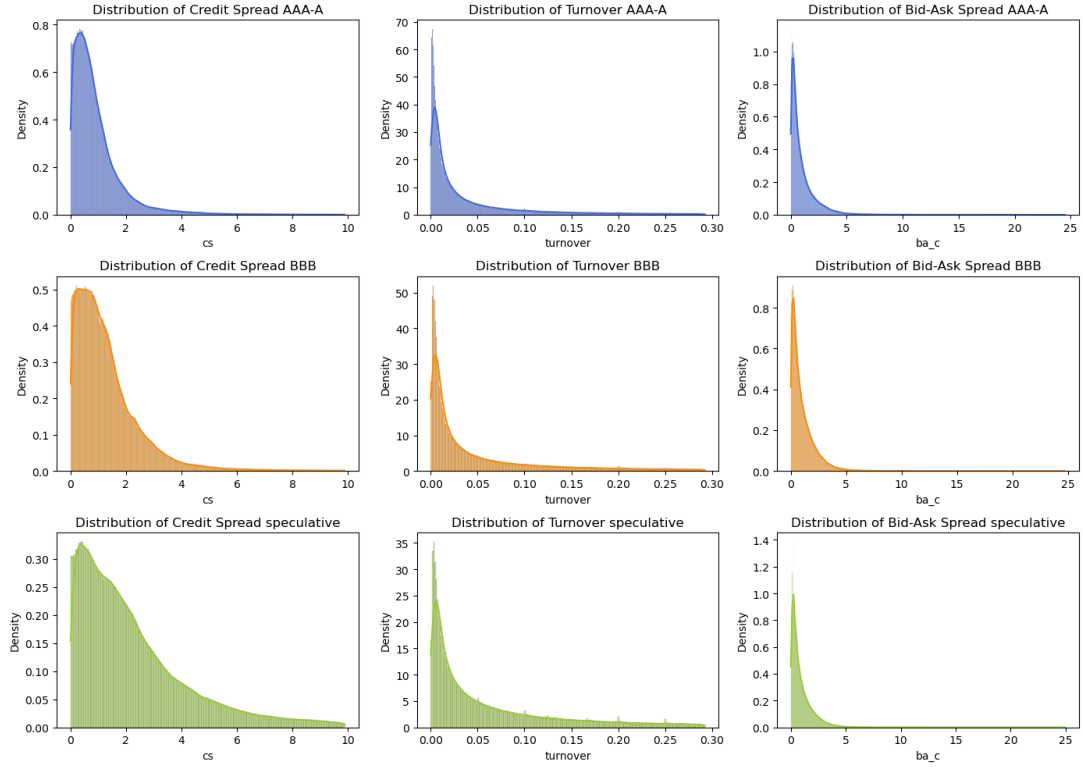 Distribution of Credit Spread AAA-A
Density
0.8
0.6
0.4
0.2
0.0
0 2 4 6 8 10
cs
Distribution of Turnover AAA-A
Density
70
60
50
40
30
20
10
0
0.00 0.05 0.10 0.15 0.20 0.25 0.30
turnover
Distribution of Bid-Ask Spread AAA-A
Density
1.0
0.8
0.6
0.4
0.2
0.0
0 5 10 15 20 25
ba_c
Distribution of Credit Spread BBB
Density
0.5
0.4
0.3
0.2
0.1
0.0
0 2 4 6 8 10
cs
Distribution of Turnover BBB
Density
50
40
30
20
10
0
0.00 0.05 0.10 0.15 0.20 0.25 0.30
turnover
Distribution of Bid-Ask Spread BBB
Density
0.8
0.6
0.4
0.2
0.0
0 5 10 15 20 25
ba_c
Distribution of Credit Spread speculative
Density
0.30
0.25
0.20
0.15
0.10
0.05
0.00
0 2 4 6 8 10
cs
Distribution of Turnover speculative
Density
35
30
25
20
15
10
5
0
0.00 0.05 0.10 0.15 0.20 0.25 0.30
turnover
Distribution of Bid-Ask Spread speculative
Density
1.4
1.2
1.0
0.8
0.6
0.4
0.2
0.0
0 5 10 15 20 25
ba_c